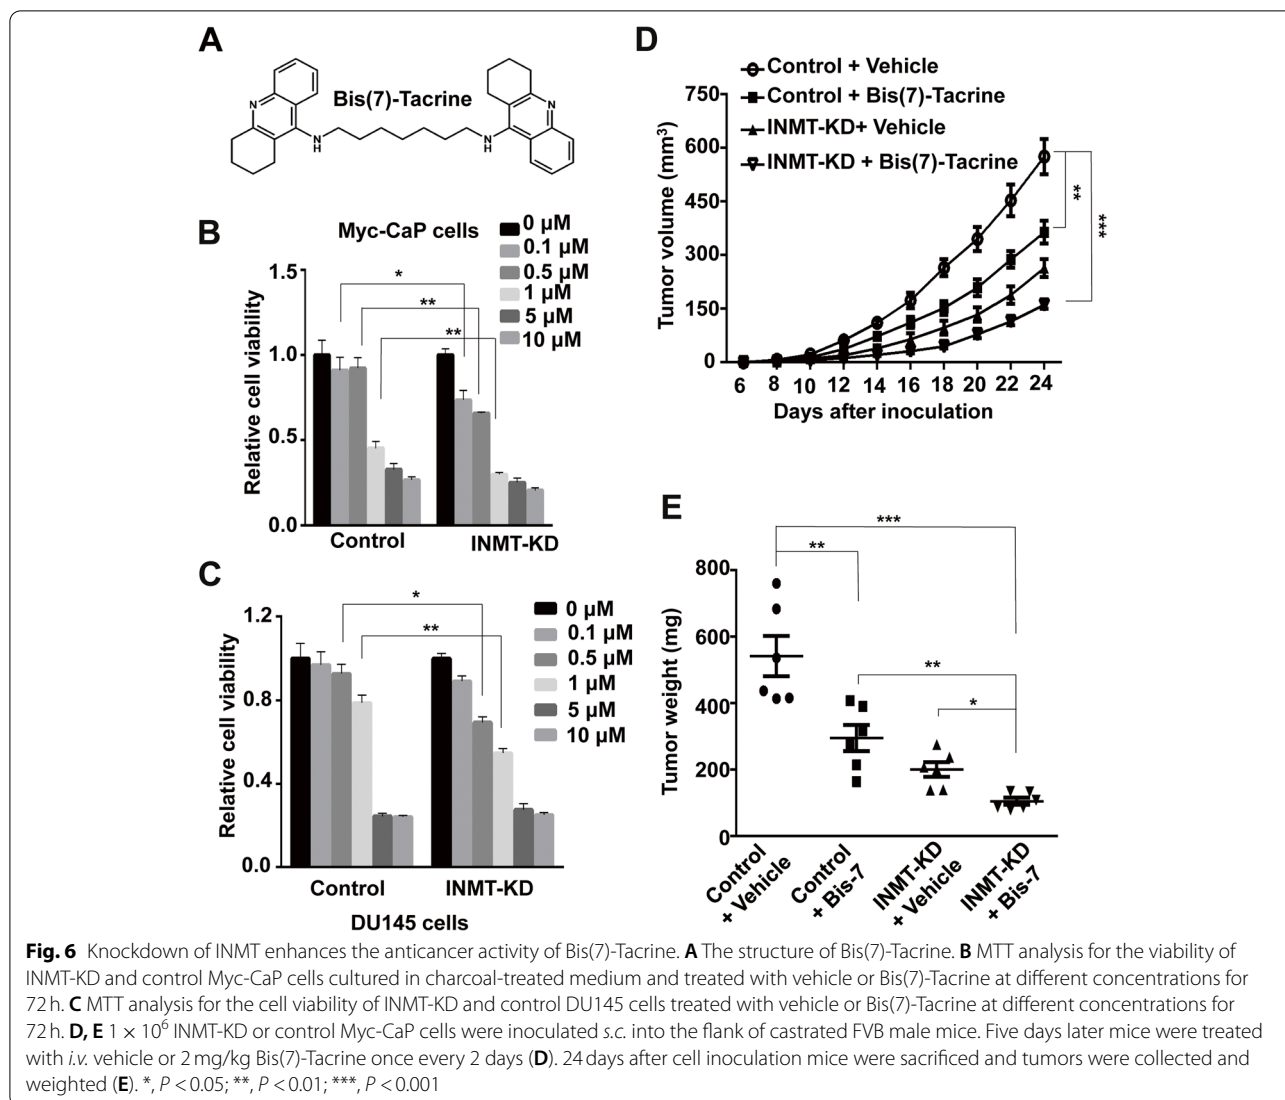 A
N
N
H
Bis(7)-Tacrine
N
H
N
B
Myc-CaP cells
0 µM
0.1 µM
0.5 µM
1 µM
5 µM
10 µM
Relative cell viability
1.5
1.0
0.5
0.0
*
**
**
Control
INMT-KD
C
0 µM
0.1 µM
0.5 µM
1 µM
5 µM
10 µM
Relative cell viability
1.2
0.8
0.4
0.0
*
**
Control
INMT-KD
DU145 cells
D
Control + Vehicle
Control + Bis(7)-Tacrine
INMT-KD+ Vehicle
INMT-KD + Bis(7)-Tacrine
Tumor volume (mm³)
750
600
450
300
150
0
6 8 10 12 14 16 18 20 22 24
Days after inoculation
**
***
E
Tumor weight (mg)
800
600
400
200
0
***
**
**
*
Control
+ Vehicle
Control
+ Bis-7
INMT-KD
+ Vehicle
INMT-KD
+ Bis-7
Fig. 6 Knockdown of INMT enhances the anticancer activity of Bis(7)-Tacrine. A The structure of Bis(7)-Tacrine. B MTT analysis for the viability of
INMT-KD and control Myc-CaP cells cultured in charcoal-treated medium and treated with vehicle or Bis(7)-Tacrine at different concentrations for
72 h. C MTT analysis for the cell viability of INMT-KD and control DU145 cells treated with vehicle or Bis(7)-Tacrine at different concentrations for
72 h. D, E 1 × 10⁶ INMT-KD or control Myc-CaP cells were inoculated s.c. into the flank of castrated FVB male mice. Five days later mice were treated
with i.v. vehicle or 2 mg/kg Bis(7)-Tacrine once every 2 days (D). 24 days after cell inoculation mice were sacrificed and tumors were collected and
weighted (E). *, P < 0.05; **, P < 0.01; ***, P < 0.001